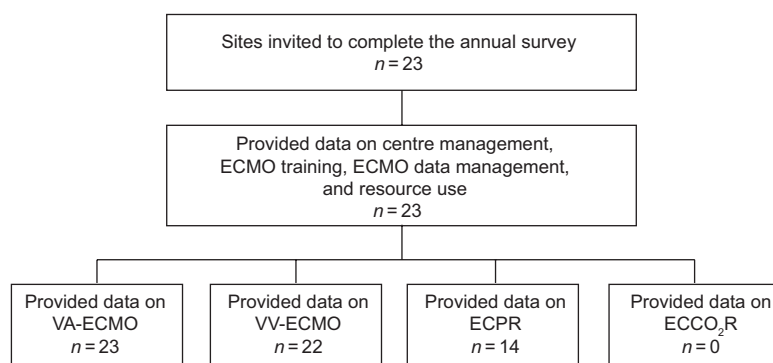 Sites invited to complete the annual survey
n = 23
Provided data on centre management,
ECMO training, ECMO data management,
and resource use
n = 23
Provided data on
VA-ECMO
n = 23
Provided data on
VV-ECMO
n = 22
Provided data on
ECPR
n = 14
Provided data on
ECCO₂R
n = 0